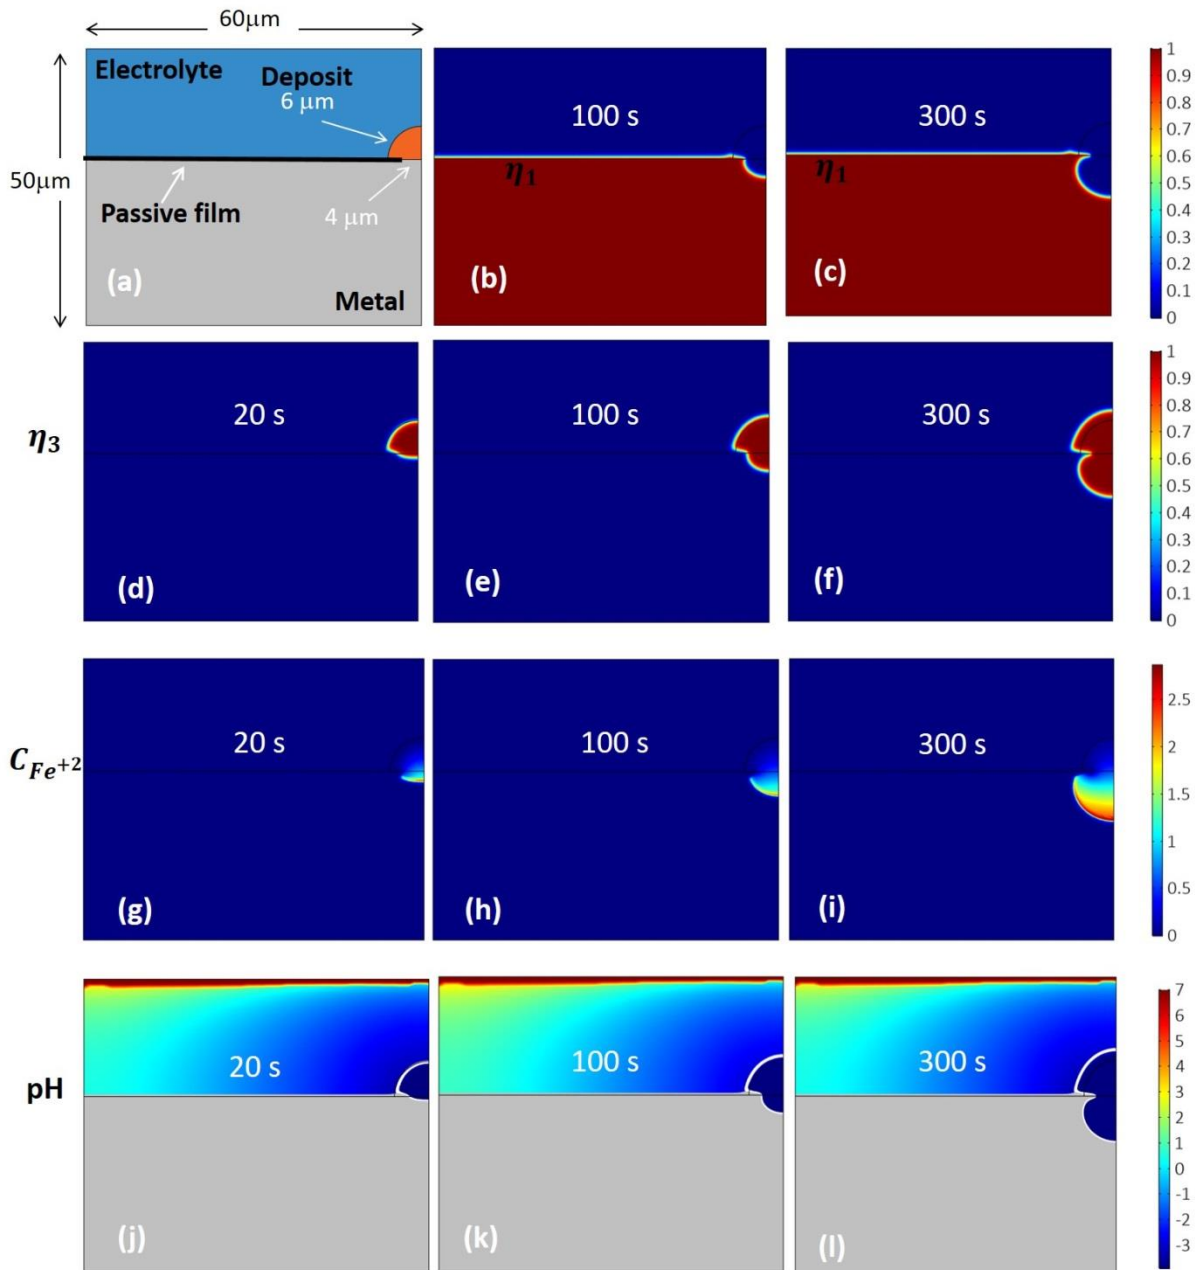 60μm
50μm
Electrolyte
Deposit
6 μm
Passive film
4 μm
Metal
(a)
100 s
η1
(b)
300 s
η1
(c)
1
0.9
0.8
0.7
0.6
0.5
0.4
0.3
0.2
0.1
0
η3
20 s
(d)
100 s
(e)
300 s
(f)
1
0.9
0.8
0.7
0.6
0.5
0.4
0.3
0.2
0.1
0
C_{Fe^{+2}}
20 s
(g)
100 s
(h)
300 s
(i)
2.5
2
1.5
1
0.5
0
pH
20 s
(j)
100 s
(k)
300 s
(l)
7
6
5
4
3
2
1
0
-1
-2
-3